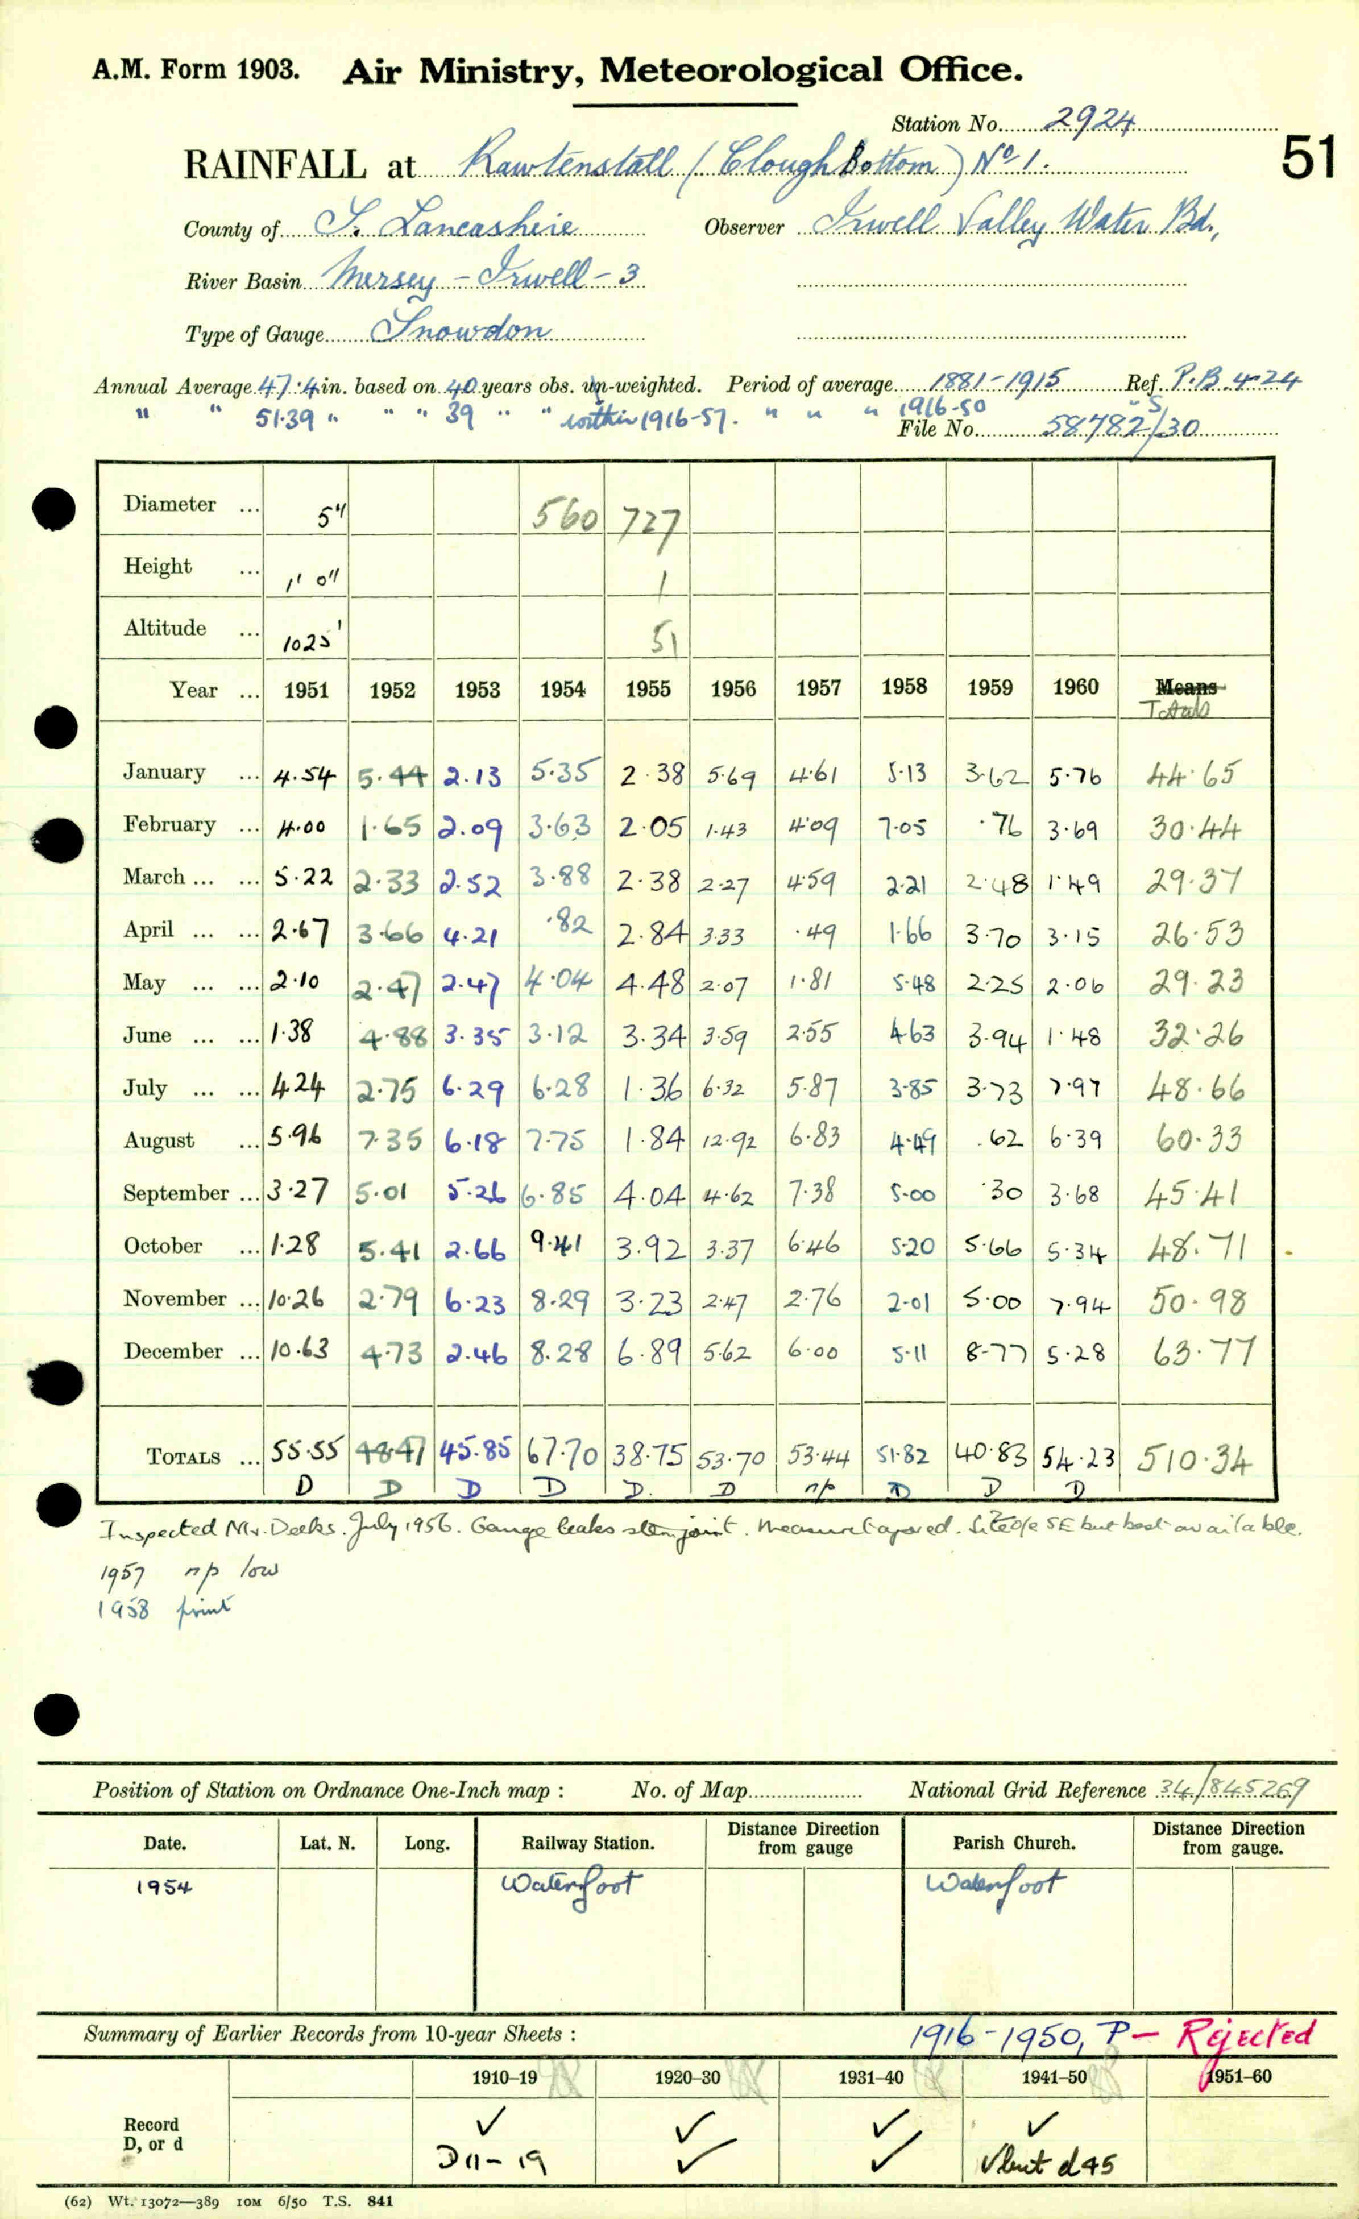 A.M. Form 1903. Air Ministry, Meteorological Office.
Station No. 2924
RAINFALL at Rawtenstall (Clough Bottom) No 1. 51
County of S. Lancashire Observer Irwell Valley Water Bd.,
River Basin Mersey - Irwell - 3
Type of Gauge Snowdon
Annual Average 47.4 in. based on 40 years obs. un-weighted. Period of average 1881-1915 Ref. P.B. 4-24
" " 51.39 " " " 39 " " within 1916-57. " " " 1916-50 " S
File No. 58782/30
Diameter ... 5" 560 727
Height ... 1' 0" 1
Altitude ... 1025' 51
Year ... 1951 1952 1953 1954 1955 1956 1957 1958 1959 1960 Means
Totals
January ... 4.54 5.44 2.13 5.35 2.38 5.69 4.61 5.13 3.62 5.76 44.65
February ... 4.00 1.65 2.09 3.63 2.05 1.43 4.09 7.05 .76 3.69 30.44
March ... ... 5.22 2.33 2.52 3.88 2.38 2.27 4.59 2.21 2.48 1.49 29.37
April ... ... 2.67 3.66 4.21 .82 2.84 3.33 .49 1.66 3.70 3.15 26.53
May ... ... 2.10 2.47 2.47 4.04 4.48 2.07 1.81 5.48 2.25 2.06 29.23
June ... ... 1.38 4.88 3.35 3.12 3.34 3.59 2.55 4.63 3.94 1.48 32.26
July ... ... 4.24 2.75 6.29 6.28 1.36 6.32 5.87 3.85 3.73 7.97 48.66
August ... 5.96 7.35 6.18 7.75 1.84 12.92 6.83 4.49 .62 6.39 60.33
September ... 3.27 5.01 5.26 6.85 4.04 4.62 7.38 5.00 .30 3.68 45.41
October ... 1.28 5.41 2.66 9.41 3.92 3.37 6.46 5.20 5.66 5.34 48.71
November ... 10.26 2.79 6.23 8.29 3.23 2.47 2.76 2.01 5.00 7.94 50.98
December ... 10.63 4.73 2.46 8.28 6.89 5.62 6.00 5.11 8.77 5.28 63.77
TOTALS ... 55.55 48.47 45.85 67.70 38.75 53.70 53.44 51.82 40.83 54.23 510.34
D D D D D. D np D D D
Inspected Mr. Deeks. July 1956. Gauge leaks stem joint. Measure tapered. Site o/e SE but best available.
1957 np low
1958 print
Position of Station on Ordnance One-Inch map : No. of Map National Grid Reference 34/845269
Date. Lat. N. Long. Railway Station. Distance from Direction gauge Parish Church. Distance from Direction gauge.
1954 Waterfoot Waterfoot
Summary of Earlier Records from 10-year Sheets : 1916-1950, P - Rejected
1910-19 1920-30 1931-40 1941-50 1951-60
Record ✓ ✓ ✓ ✓
D, or d D 11-19 ✓ ✓ ✓ but d 45
(62) Wt. 13072—389 10M 6/50 T.S. 841